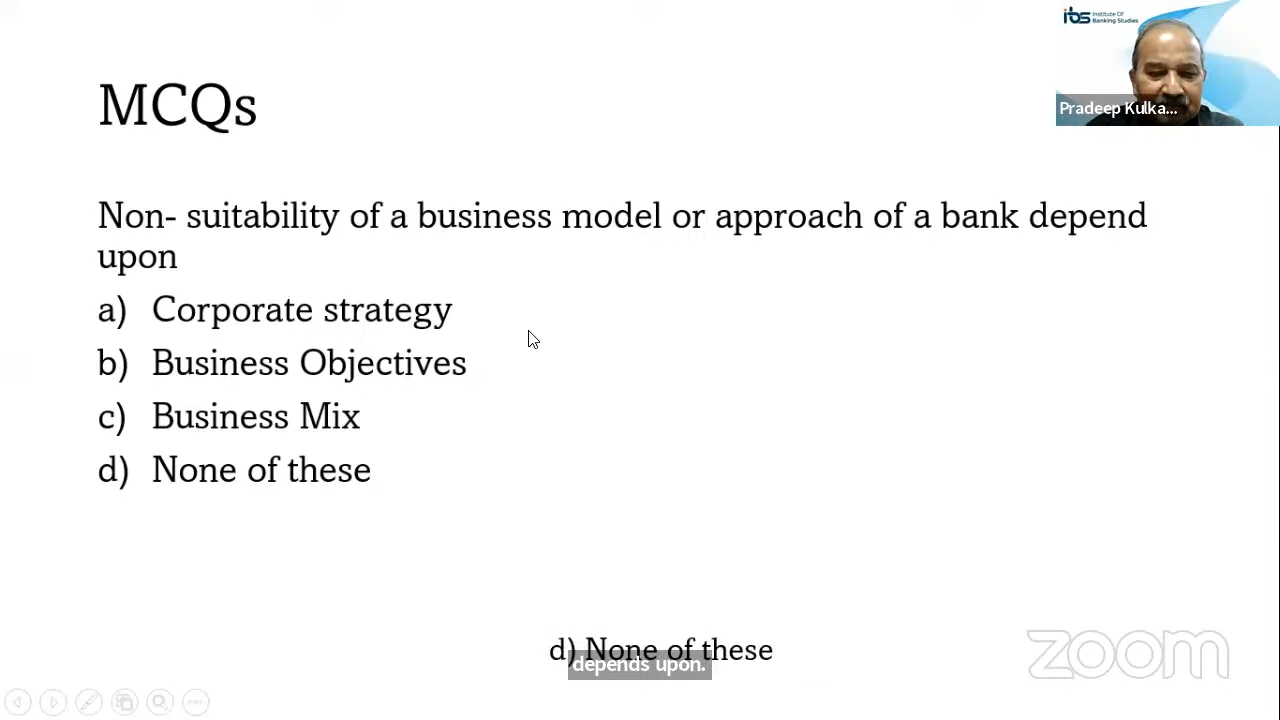 ibs Institute Of
Banking Studies
Pradeep Kulka...
MCQs
Non- suitability of a business model or approach of a bank depend
upon
a) Corporate strategy
b) Business Objectives
c) Business Mix
d) None of these
d) None of these
depends upon.
zoom